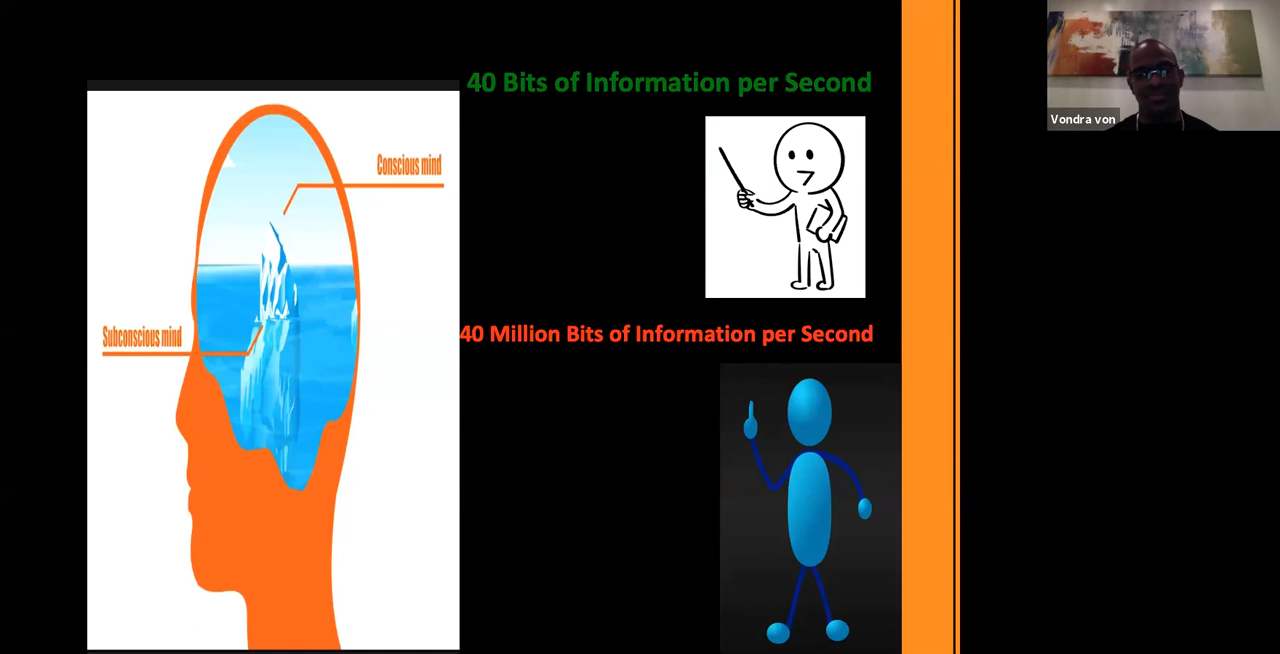 40 Bits of Information per Second
Conscious mind
Subconscious mind
40 Million Bits of Information per Second
Vondra von